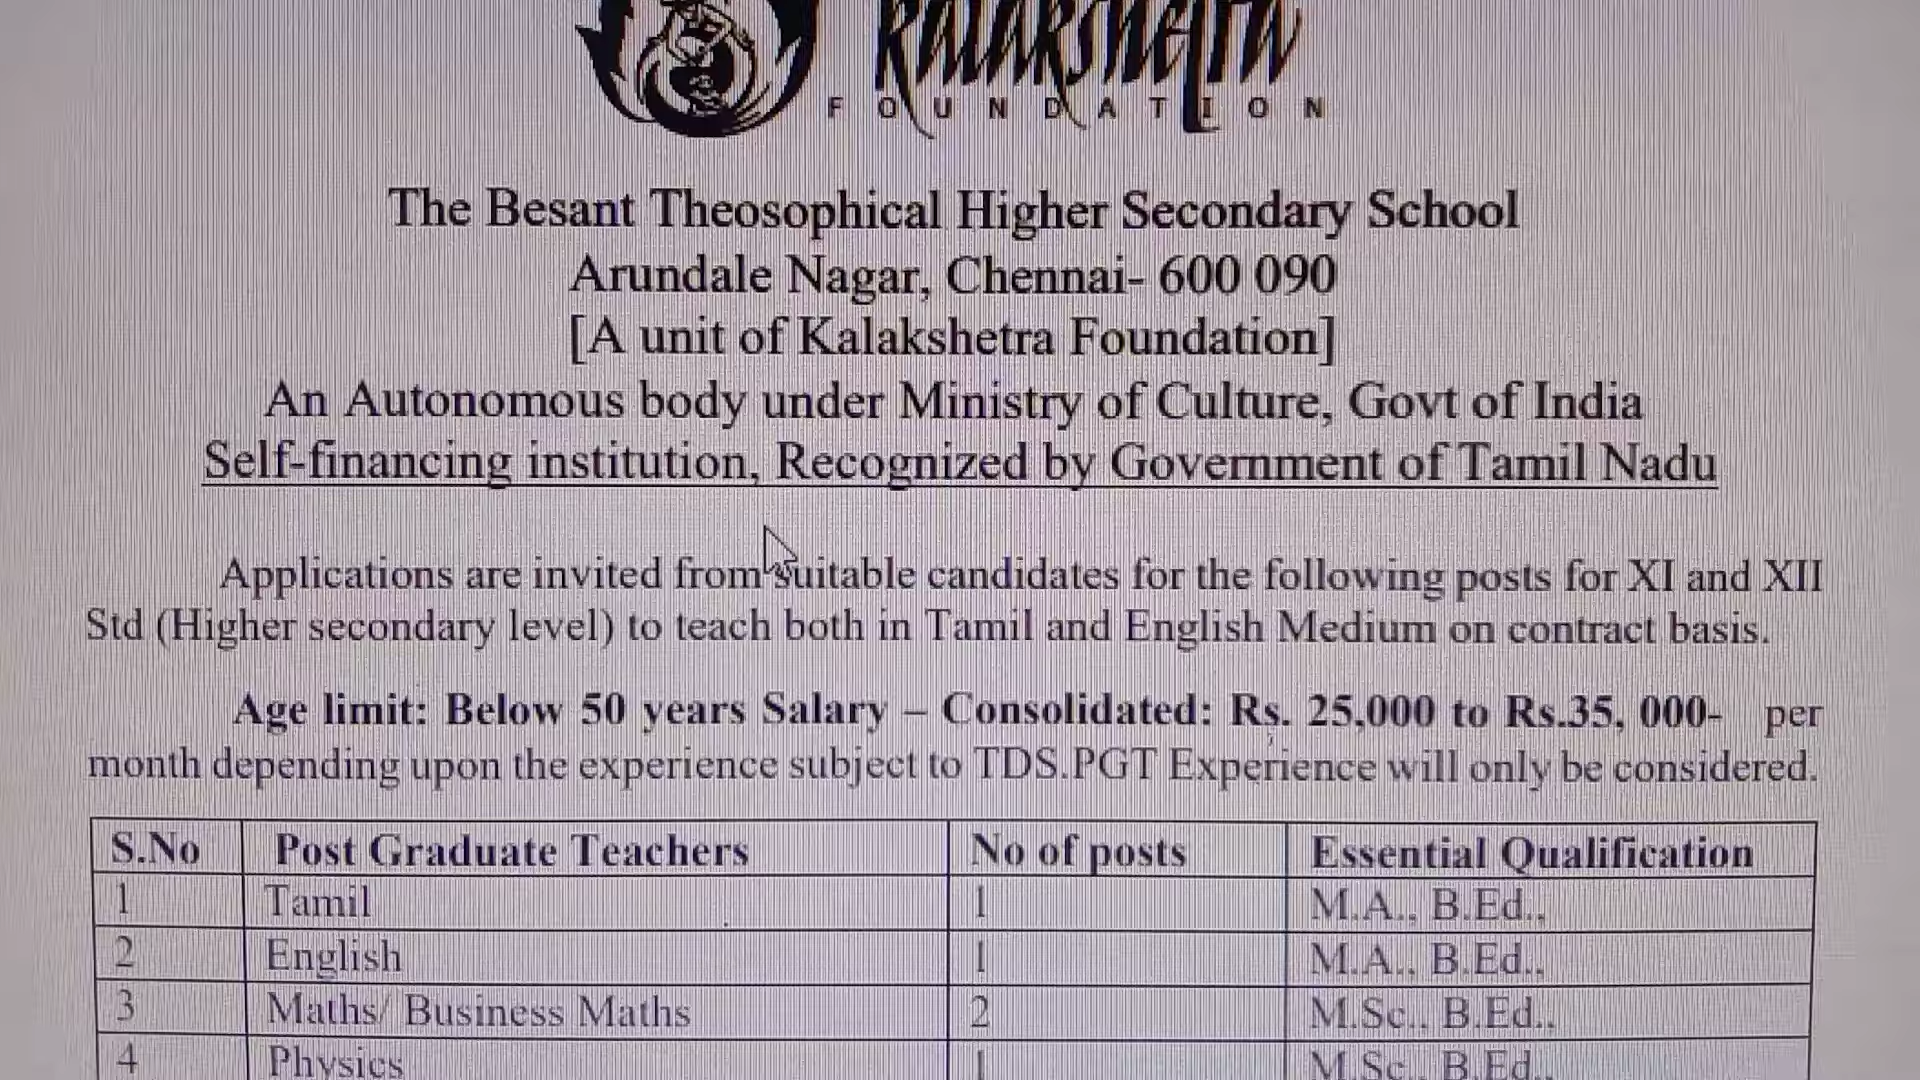 Kalakshetra
FOUNDATION
The Besant Theosophical Higher Secondary School
Arundale Nagar, Chennai- 600 090
[A unit of Kalakshetra Foundation]
An Autonomous body under Ministry of Culture, Govt of India
Self-financing institution, Recognized by Government of Tamil Nadu
Applications are invited from suitable candidates for the following posts for XI and XII
Std (Higher secondary level) to teach both in Tamil and English Medium on contract basis.
Age limit: Below 50 years Salary – Consolidated: Rs. 25,000 to Rs.35, 000- per
month depending upon the experience subject to TDS.PGT Experience will only be considered.
S.No Post Graduate Teachers No of posts Essential Qualification
1 Tamil 1 M.A., B.Ed.,
2 English 1 M.A., B.Ed.,
3 Maths/ Business Maths 2 M.Sc., B.Ed.,
4 Physics 1 M.Sc., B.Ed.,